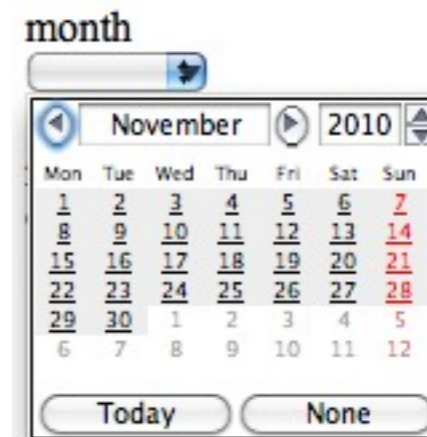 month
November 2010
Mon Tue Wed Thu Fri Sat Sun
1 2 3 4 5 6 7
8 9 10 11 12 13 14
15 16 17 18 19 20 21
22 23 24 25 26 27 28
29 30 1 2 3 4 5
6 7 8 9 10 11 12
Today None